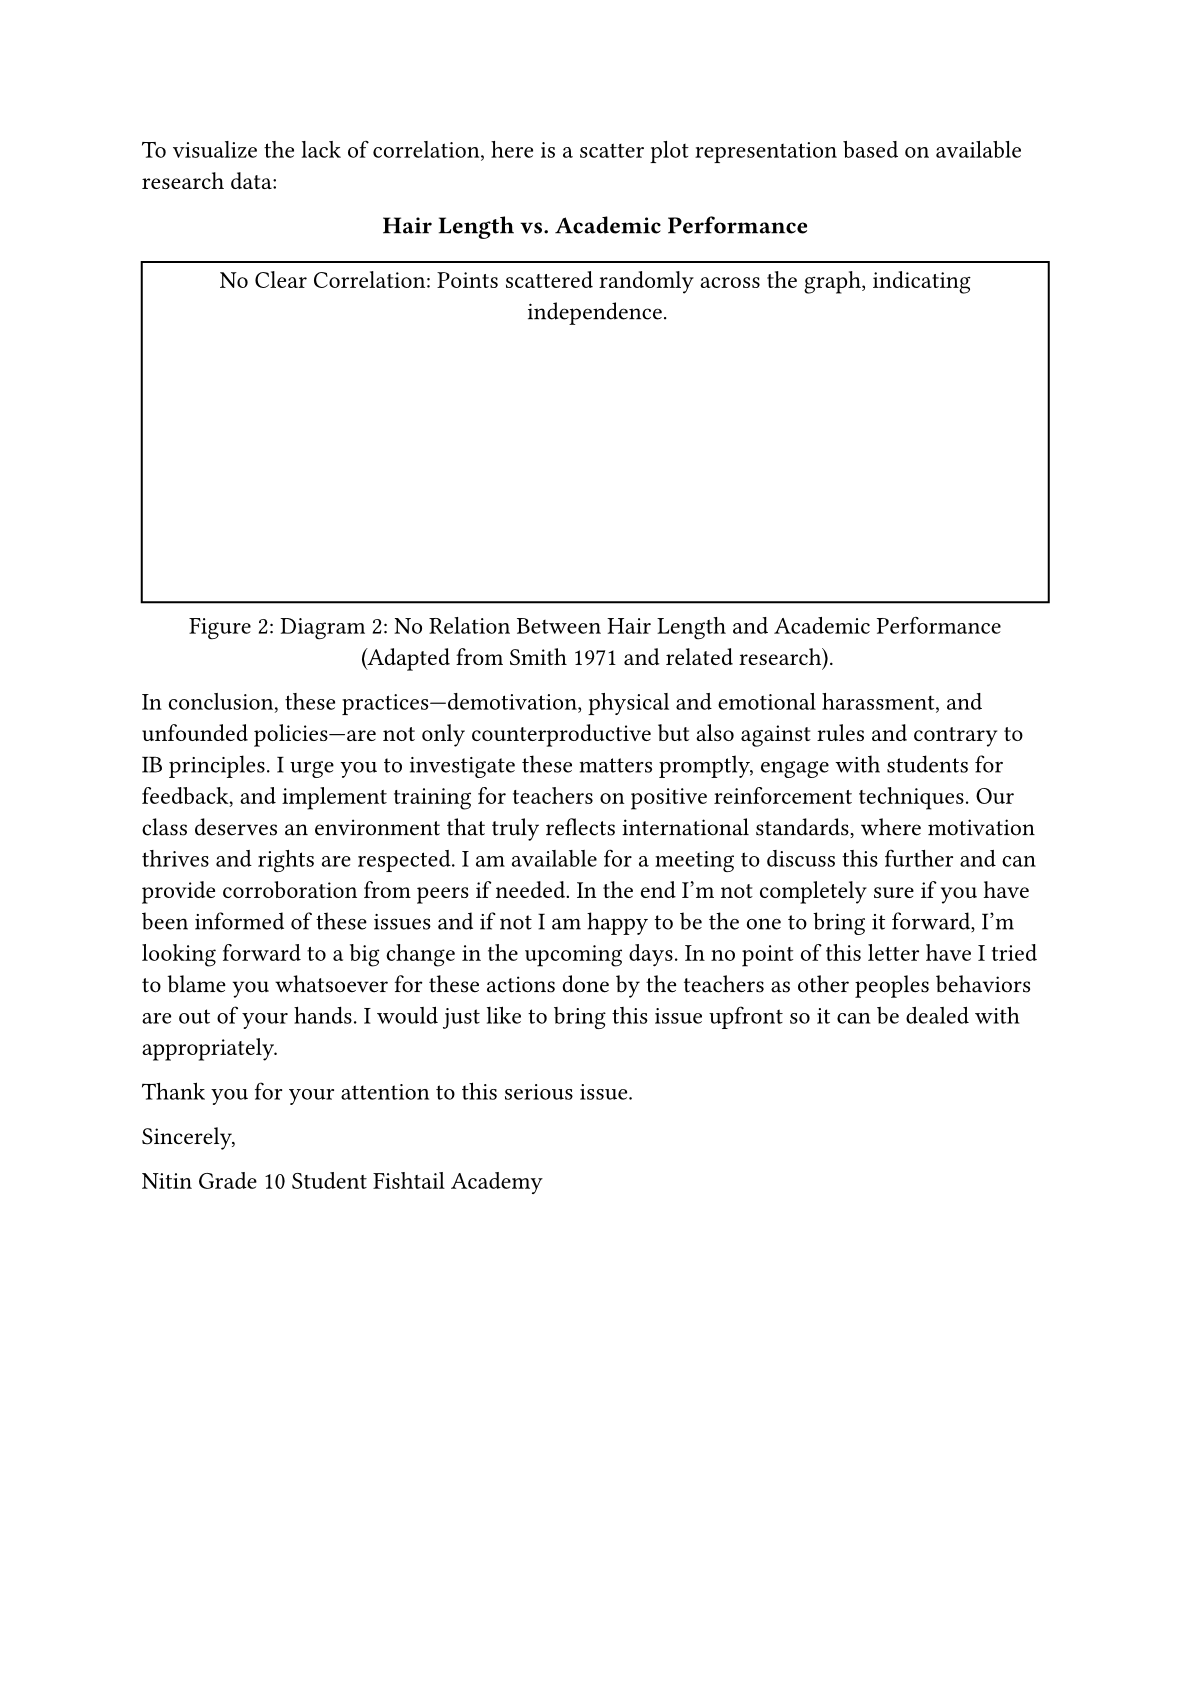 To visualize the lack of correlation, here is a scatter plot representation based on available
research data:
Hair Length vs. Academic Performance
No Clear Correlation: Points scattered randomly across the graph, indicating
independence.
Figure 2: Diagram 2: No Relation Between Hair Length and Academic Performance
(Adapted from Smith 1971 and related research).
In conclusion, these practices—demotivation, physical and emotional harassment, and
unfounded policies—are not only counterproductive but also against rules and contrary to
IB principles. I urge you to investigate these matters promptly, engage with students for
feedback, and implement training for teachers on positive reinforcement techniques. Our
class deserves an environment that truly reflects international standards, where motivation
thrives and rights are respected. I am available for a meeting to discuss this further and can
provide corroboration from peers if needed. In the end I’m not completely sure if you have
been informed of these issues and if not I am happy to be the one to bring it forward, I’m
looking forward to a big change in the upcoming days. In no point of this letter have I tried
to blame you whatsoever for these actions done by the teachers as other peoples behaviors
are out of your hands. I would just like to bring this issue upfront so it can be dealt with
appropriately.
Thank you for your attention to this serious issue.
Sincerely,
Nitin Grade 10 Student Fishtail Academy